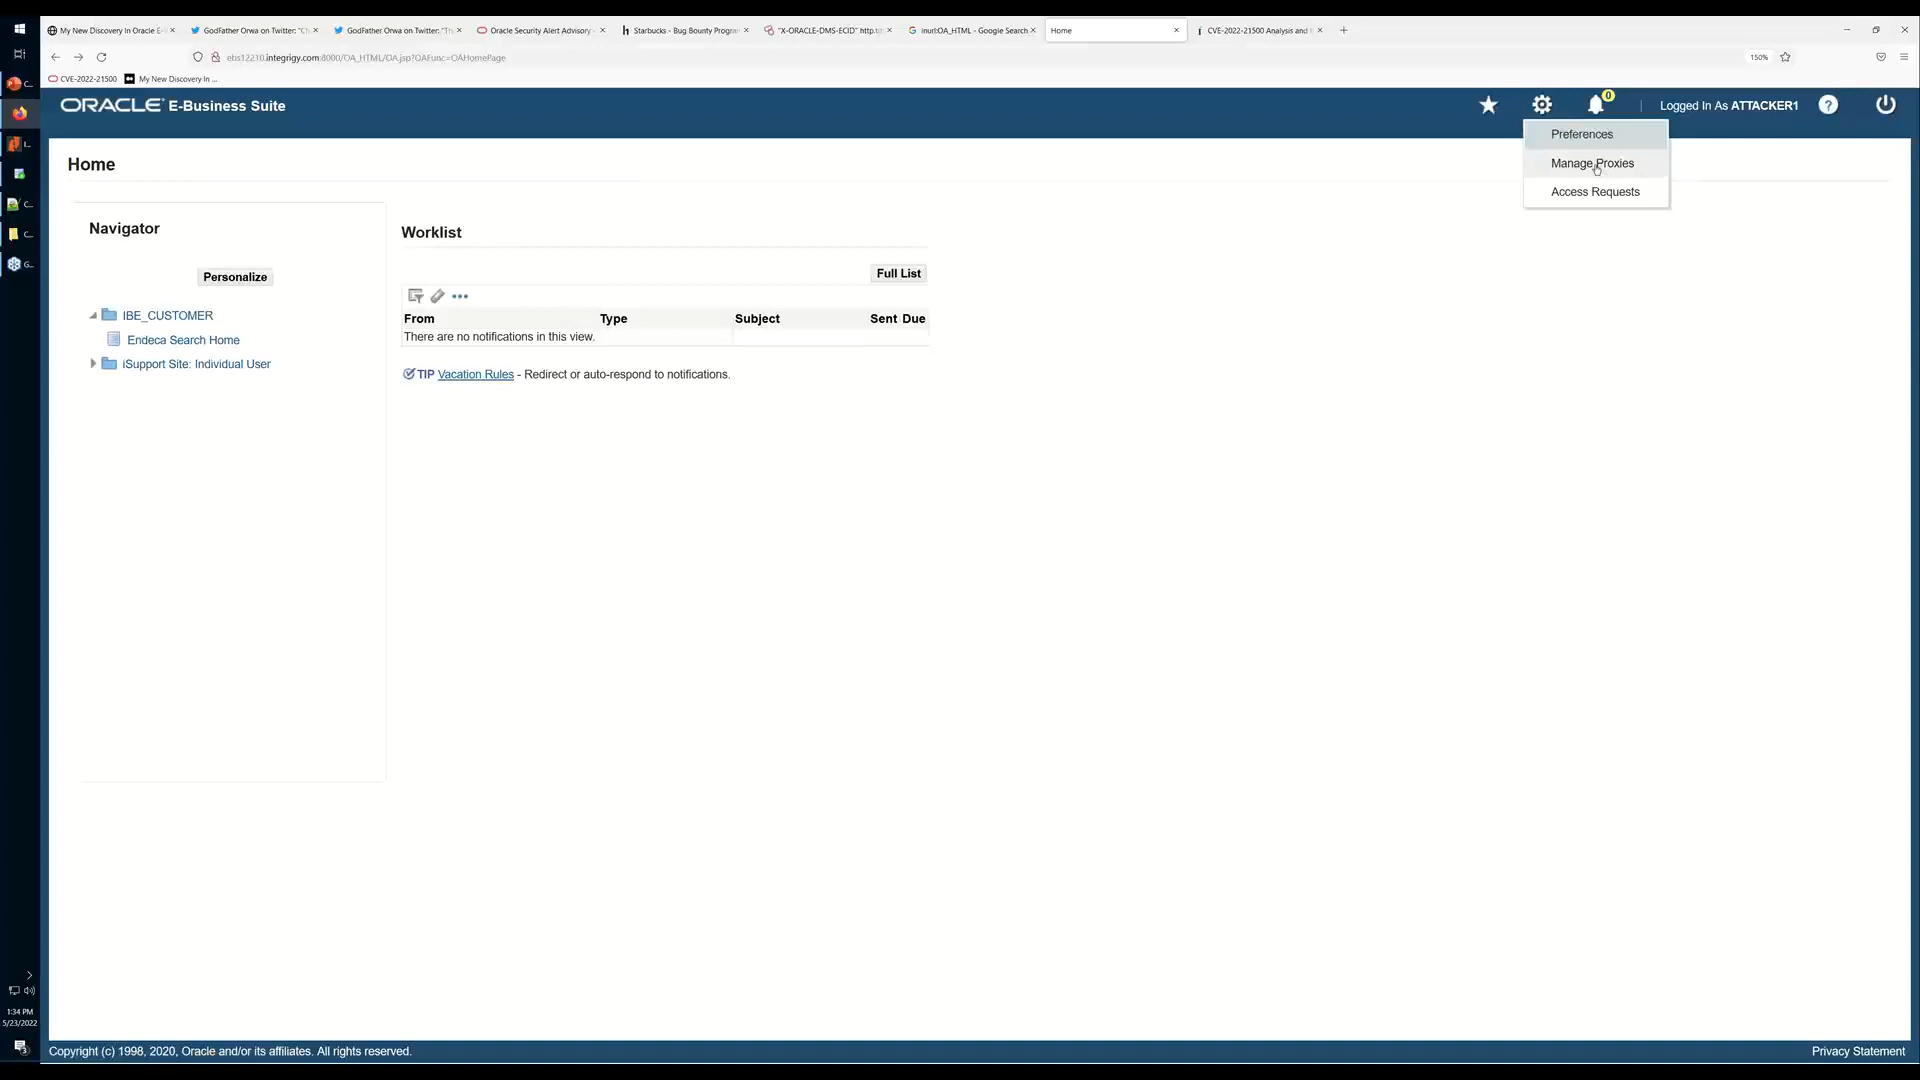 My New Discovery In Oracle E-
GodFather Orwa on Twitter: "Ch
GodFather Orwa on Twitter: "Th
Oracle Security Alert Advisory -
Starbucks - Bug Bounty Program
"X-ORACLE-DMS-ECID" http.tit
inurl:OA_HTML - Google Search
Home
CVE-2022-21500 Analysis and
ebs12210.integrigy.com:8000/OA_HTML/OA.jsp?OAFunc=OAHomePage
150%
CVE-2022-21500
My New Discovery In ...
ORACLE E-Business Suite
0
Logged In As ATTACKER1
?
Preferences
Manage Proxies
Access Requests
Home
Navigator
Personalize
IBE_CUSTOMER
Endeca Search Home
iSupport Site: Individual User
Worklist
Full List
From Type Subject Sent Due
There are no notifications in this view.
TIP Vacation Rules - Redirect or auto-respond to notifications.
1:34 PM
5/23/2022
Copyright (c) 1998, 2020, Oracle and/or its affiliates. All rights reserved.
Privacy Statement